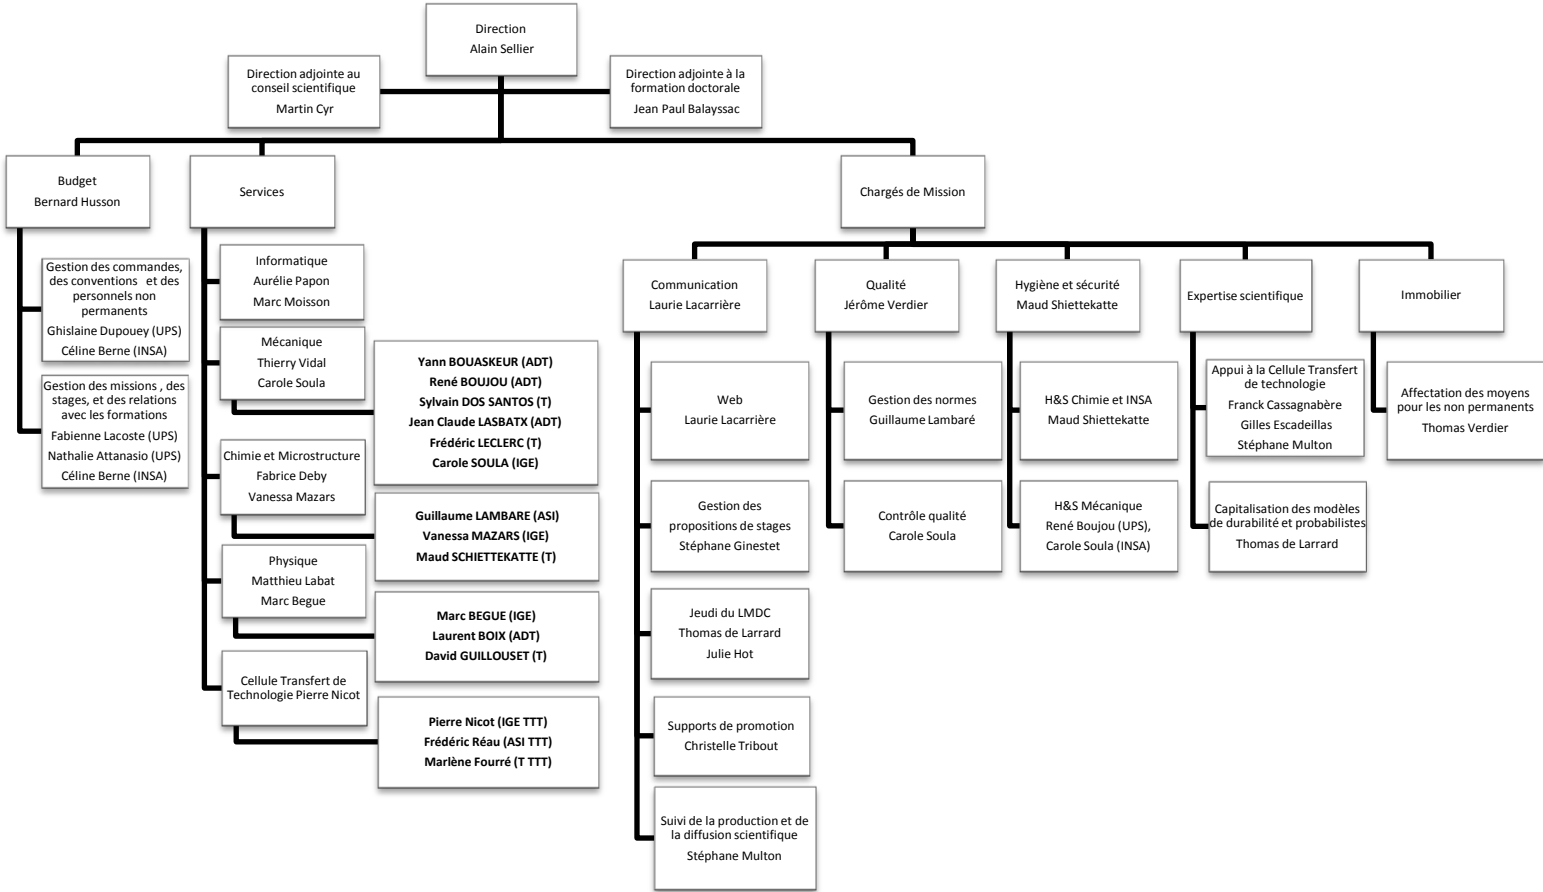 Direction
Alain Sellier
Direction adjointe au
conseil scientifique
Martin Cyr
Direction adjointe à la
formation doctorale
Jean Paul Balayssac
Budget
Bernard Husson
Services
Chargés de Mission
Gestion des commandes,
des conventions et des
personnels non
permanents
Ghislaine Dupouey (UPS)
Céline Berne (INSA)
Gestion des missions , des
stages, et des relations
avec les formations
Fabienne Lacoste (UPS)
Nathalie Attanasio (UPS)
Céline Berne (INSA)
Informatique
Aurélie Papon
Marc Moisson
Mécanique
Thierry Vidal
Carole Soula
Yann BOUASKEUR (ADT)
René BOUJOU (ADT)
Sylvain DOS SANTOS (T)
Jean Claude LASBATX (ADT)
Frédéric LECLERC (T)
Carole SOULA (IGE)
Chimie et Microstructure
Fabrice Deby
Vanessa Mazars
Guillaume LAMBARE (ASI)
Vanessa MAZARS (IGE)
Maud SCHIETTEKATTE (T)
Physique
Matthieu Labat
Marc Begue
Marc BEGUE (IGE)
Laurent BOIX (ADT)
David GUILLOUSET (T)
Cellule Transfert de
Technologie Pierre Nicot
Pierre Nicot (IGE TTT)
Frédéric Réau (ASI TTT)
Marlène Fourré (T TTT)
Communication
Laurie Lacarrière
Web
Laurie Lacarrière
Gestion des
propositions de stages
Stéphane Ginestet
Jeudi du LMDC
Thomas de Larrard
Julie Hot
Supports de promotion
Christelle Tribout
Suivi de la production et de
la diffusion scientifique
Stéphane Multon
Qualité
Jérôme Verdier
Gestion des normes
Guillaume Lambaré
Contrôle qualité
Carole Soula
Hygiène et sécurité
Maud Shiettekatte
H&S Chimie et INSA
Maud Shiettekatte
H&S Mécanique
René Boujou (UPS),
Carole Soula (INSA)
Expertise scientifique
Appui à la Cellule Transfert
de technologie
Franck Cassagnabère
Gilles Escadeillas
Stéphane Multon
Capitalisation des modèles
de durabilité et probabilistes
Thomas de Larrard
Immobilier
Affectation des moyens
pour les non permanents
Thomas Verdier